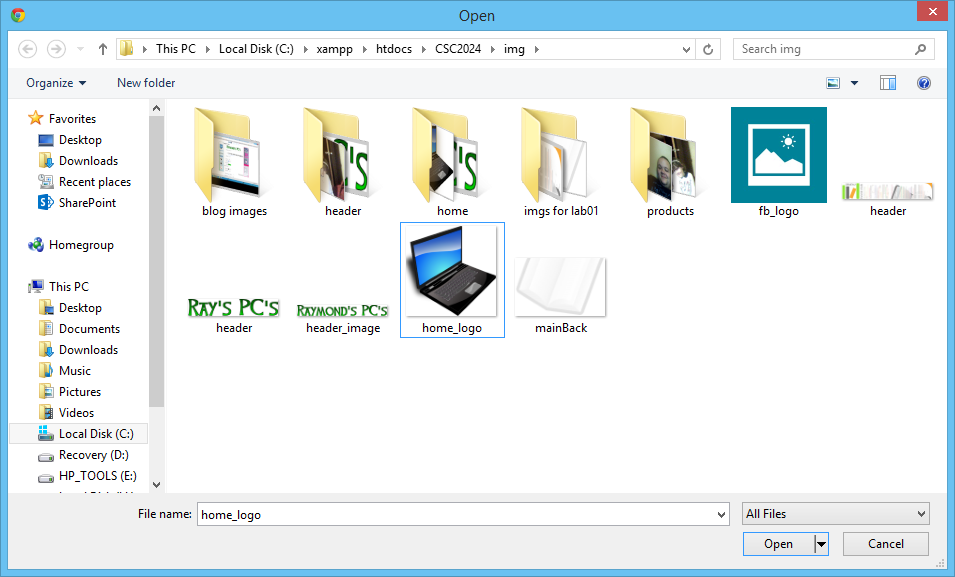 Open
This PC Local Disk (C:) xampp htdocs CSC2024 img
Search img
Organize New folder
Favorites
Desktop
Downloads
Recent places
SharePoint
Homegroup
This PC
Desktop
Documents
Downloads
Music
Pictures
Videos
Local Disk (C:)
Recovery (D:)
HP_TOOLS (E:)
blog images
header
home
imgs for lab01
products
fb_logo
header
RAY'S PC'S
header
RAYMOND'S PC'S
header_image
home_logo
mainBack
File name: home_logo
All Files
Open
Cancel